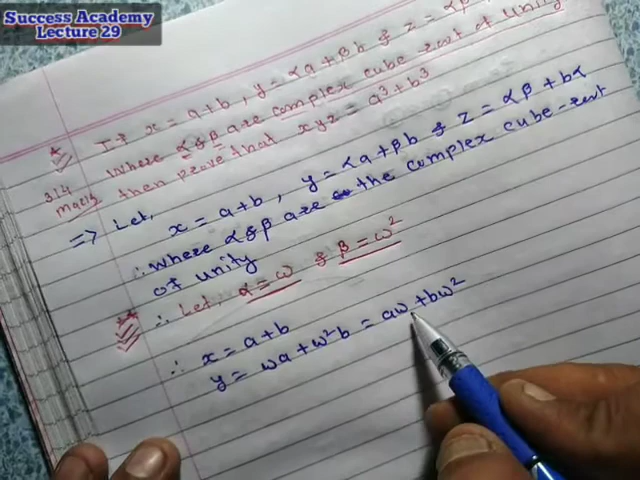 Success Academy
Lecture 29
If x = a+b, y = αa+βb & z = αβ
Where α & β are complex cube-root of unity
then prove that xyz = a³+b³
3/4
Marks
⇒ Let,
x = a+b, y = αa+βb & z = αβ+bα
∴ Where α & β are the complex cube-root
of unity
∴ Let, α = ω & β = ω²
∴ x = a+b
y = ωa+ω²b = aω+bω²